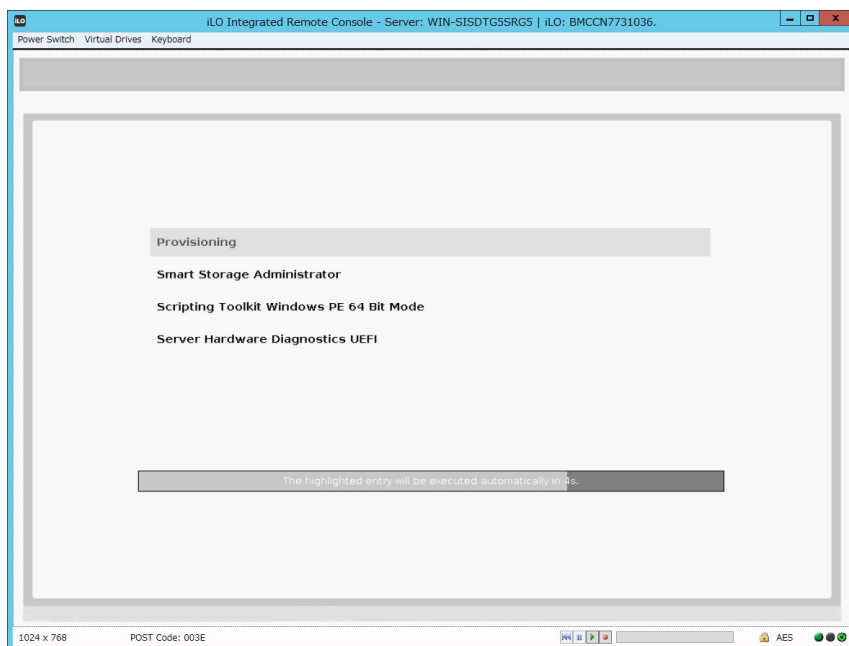 iLO
iLO Integrated Remote Console - Server: WIN-SISDTG5SRG5 | iLO: BMCCN7731036.
Power Switch Virtual Drives Keyboard
Provisioning
Smart Storage Administrator
Scripting Toolkit Windows PE 64 Bit Mode
Server Hardware Diagnostics UEFI
The highlighted entry will be executed automatically in 4s.
1024 x 768 POST Code: 003E AES